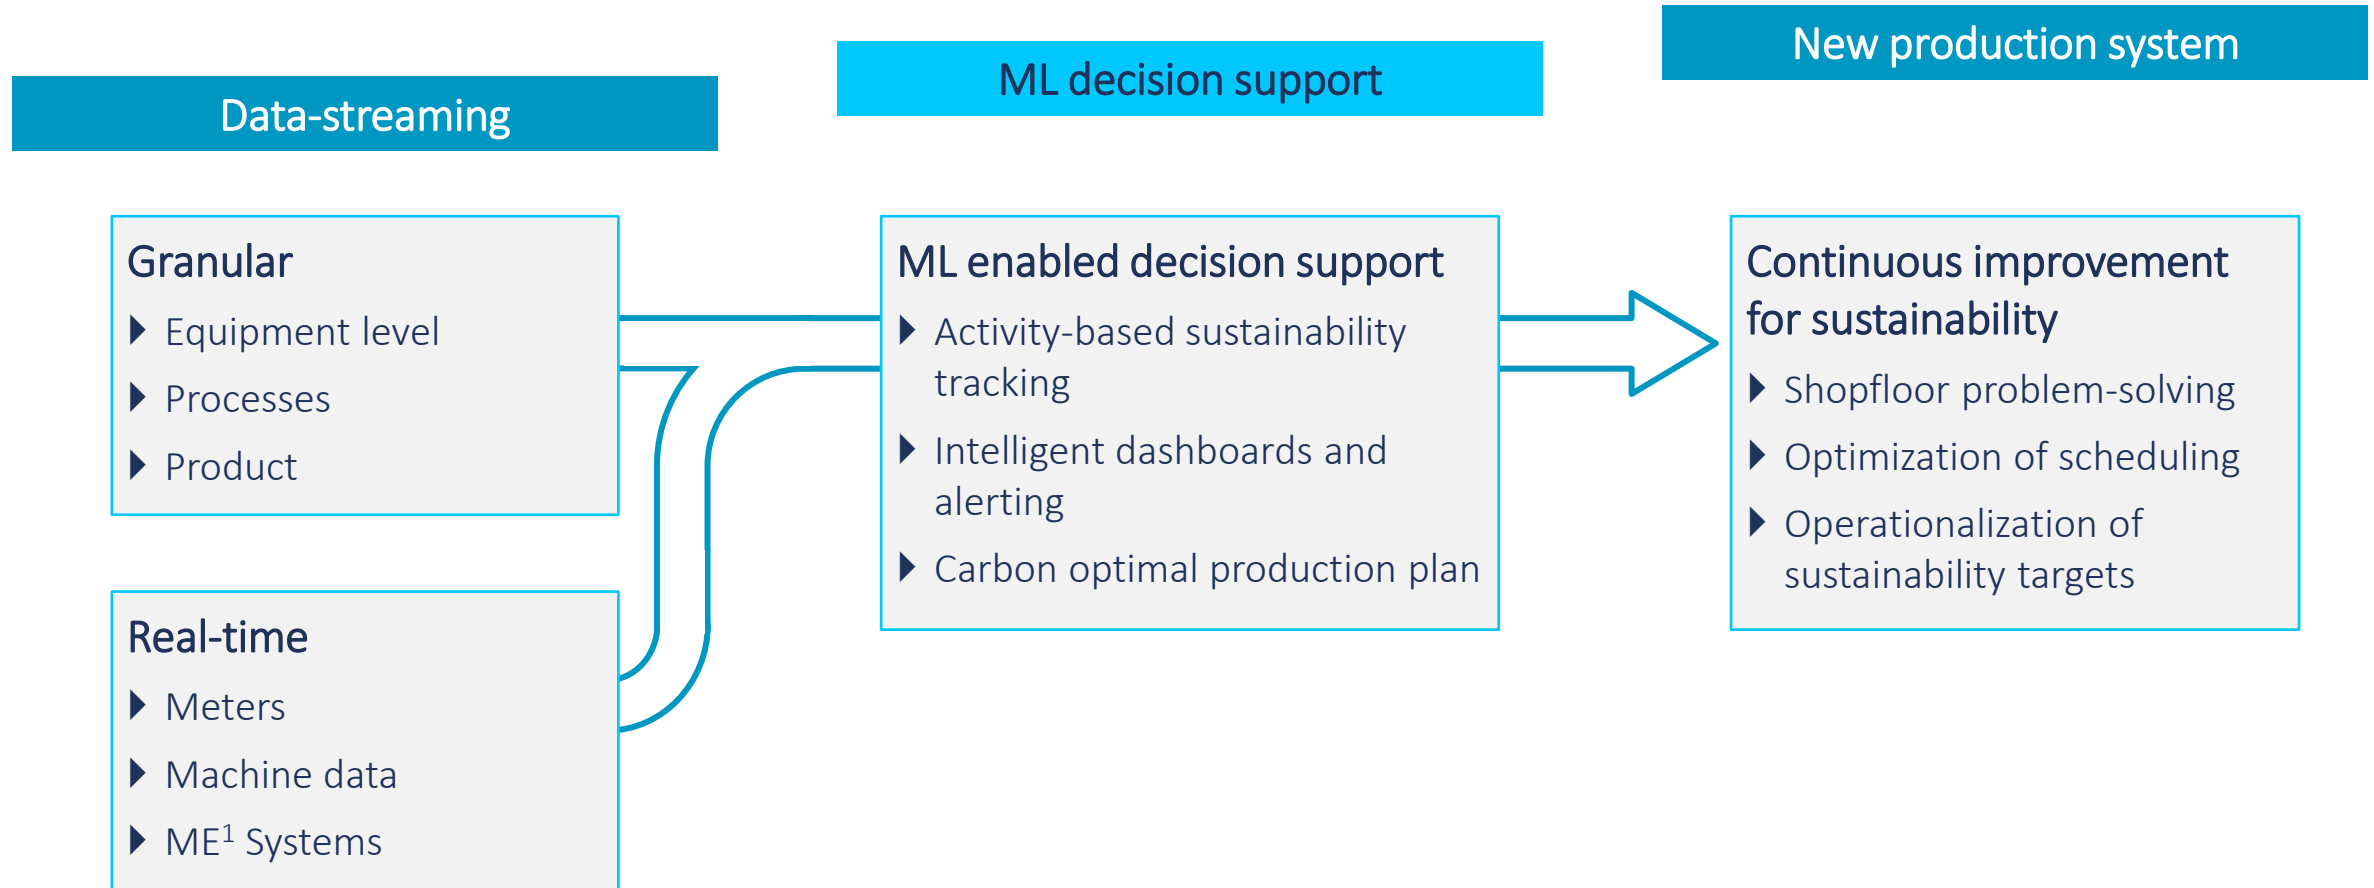 Data-streaming
ML decision support
New production system
Granular
Equipment level
Processes
Product
Real-time
Meters
Machine data
ME¹ Systems
ML enabled decision support
Activity-based sustainability
tracking
Intelligent dashboards and
alerting
Carbon optimal production plan
Continuous improvement
for sustainability
Shopfloor problem-solving
Optimization of scheduling
Operationalization of
sustainability targets